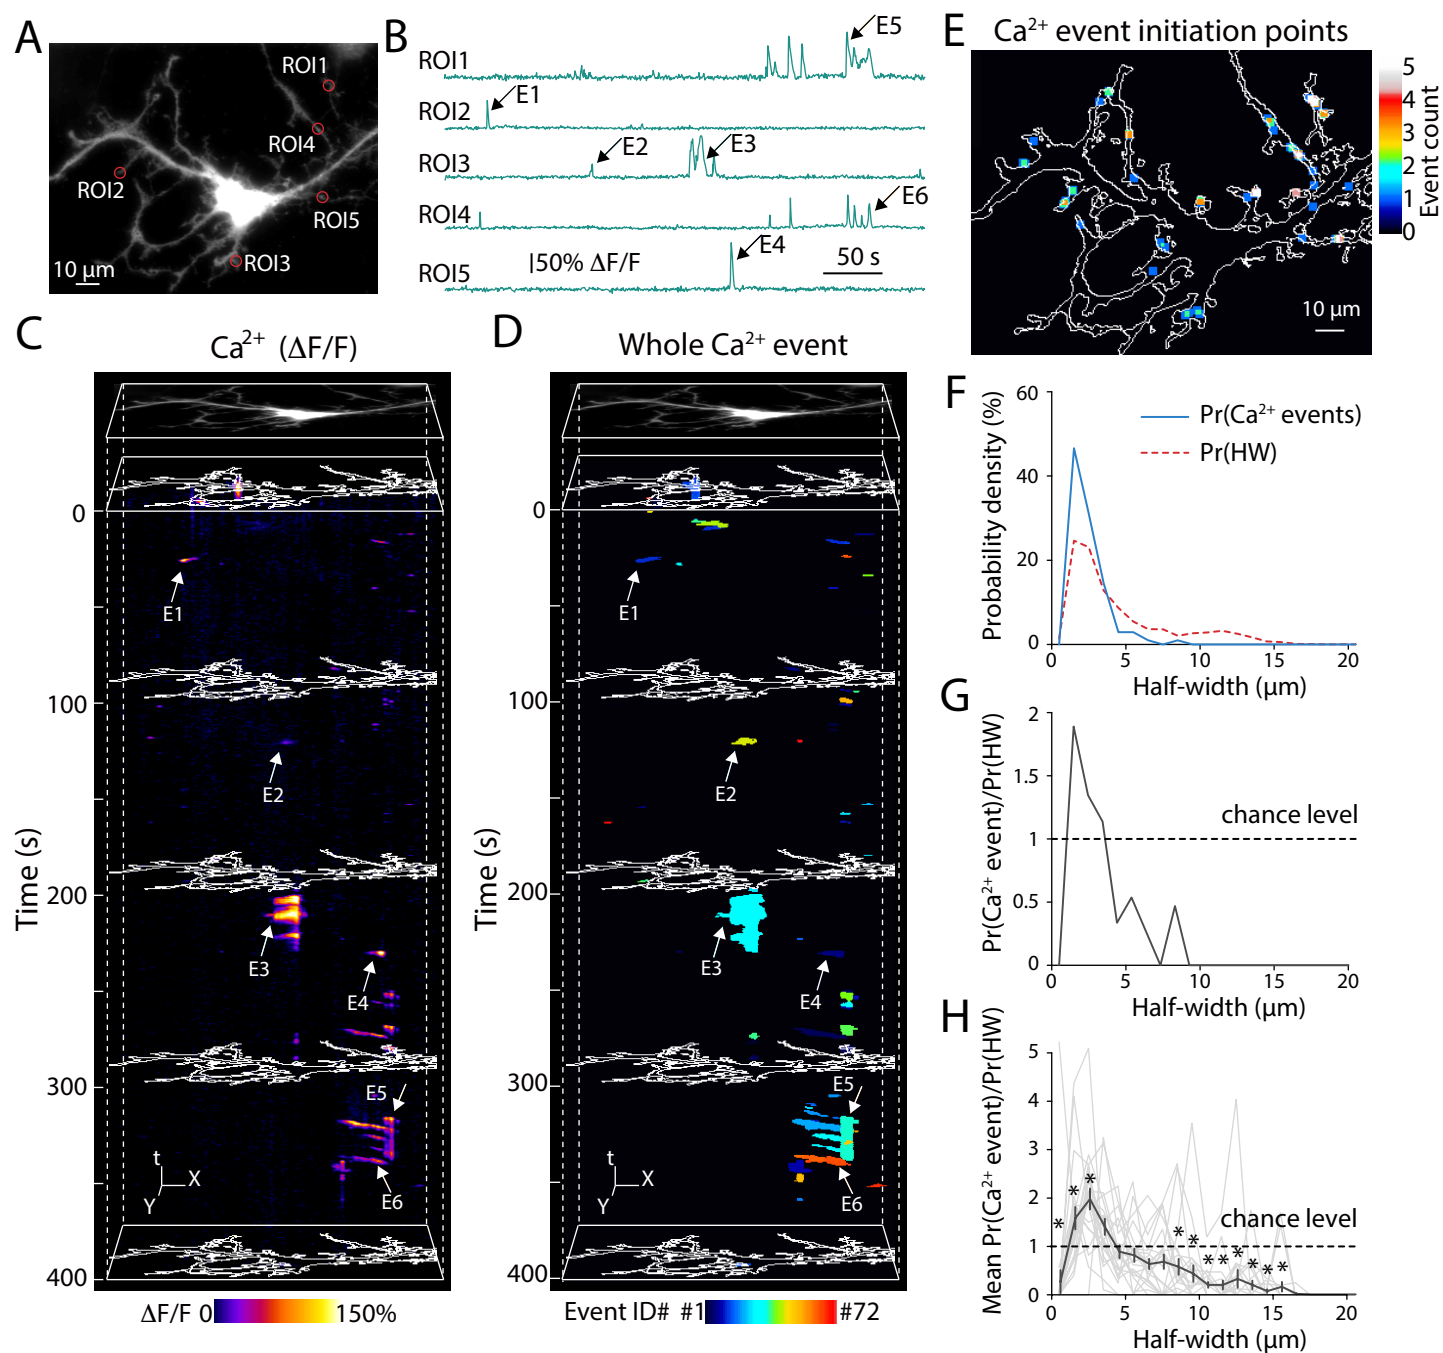 A
ROI1
ROI4
ROI2
ROI5
ROI3
10 µm
B
ROI1
E5
ROI2
E1
ROI3
E2
E3
ROI4
E6
ROI5
E4
50% ΔF/F
50 s
E
Ca²⁺ event initiation points
5
4
3
2
1
0
Event count
10 µm
C
Ca²⁺ (ΔF/F)
0
100
200
300
400
Time (s)
E1
E2
E3
E4
E5
E6
t
X
Y
ΔF/F 0 150%
D
Whole Ca²⁺ event
0
100
200
300
400
Time (s)
E1
E2
E3
E4
E5
E6
t
X
Y
Event ID# #1 #72
F
Probability density (%)
60
40
20
0
Pr(Ca²⁺ events)
Pr(HW)
0 5 10 15 20
Half-width (µm)
G
Pr(Ca²⁺ event)/Pr(HW)
2
1.5
1
0.5
0
chance level
0 5 10 15 20
Half-width (µm)
H
Mean Pr(Ca²⁺ event)/Pr(HW)
5
4
3
2
1
0
* * * * * * * * * * *
chance level
0 5 10 15 20
Half-width (µm)